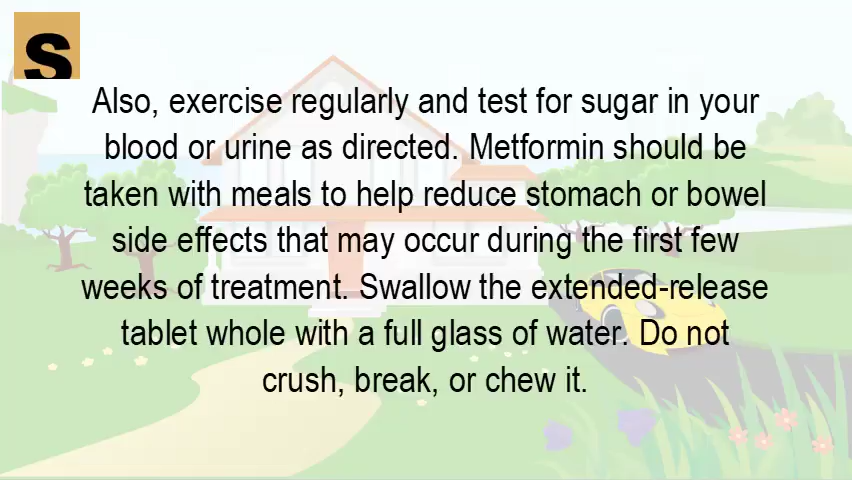 S
Also, exercise regularly and test for sugar in your
blood or urine as directed. Metformin should be
taken with meals to help reduce stomach or bowel
side effects that may occur during the first few
weeks of treatment. Swallow the extended-release
tablet whole with a full glass of water. Do not
crush, break, or chew it.